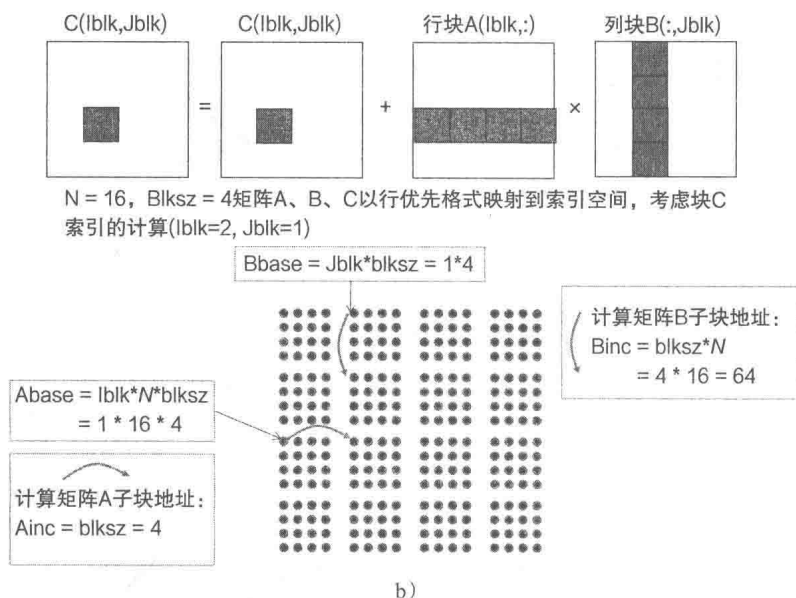 C(Iblk,Jblk) C(Iblk,Jblk) 行块A(Iblk,:) 列块B(:,Jblk)
= + ×
N = 16，Blksz = 4矩阵A、B、C以行优先格式映射到索引空间，考虑块C
索引的计算(Iblk=2, Jblk=1)
Bbase = Jblk*blksz = 1*4
计算矩阵B子块地址：
Binc = blksz*N
= 4 * 16 = 64
Abase = Iblk*N*blksz
= 1 * 16 * 4
计算矩阵A子块地址：
Ainc = blksz = 4
b）